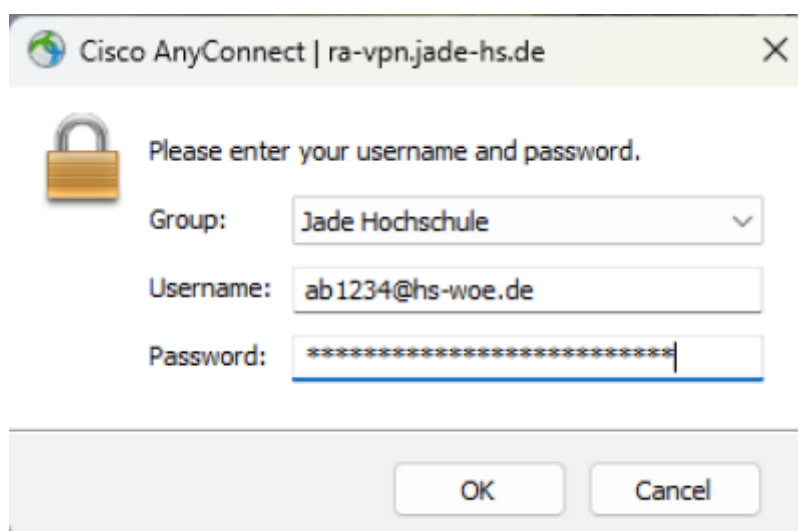 Cisco AnyConnect | ra-vpn.jade-hs.de
Please enter your username and password.
Group: Jade Hochschule
Username: ab1234@hs-woe.de
Password: **************************
OK Cancel